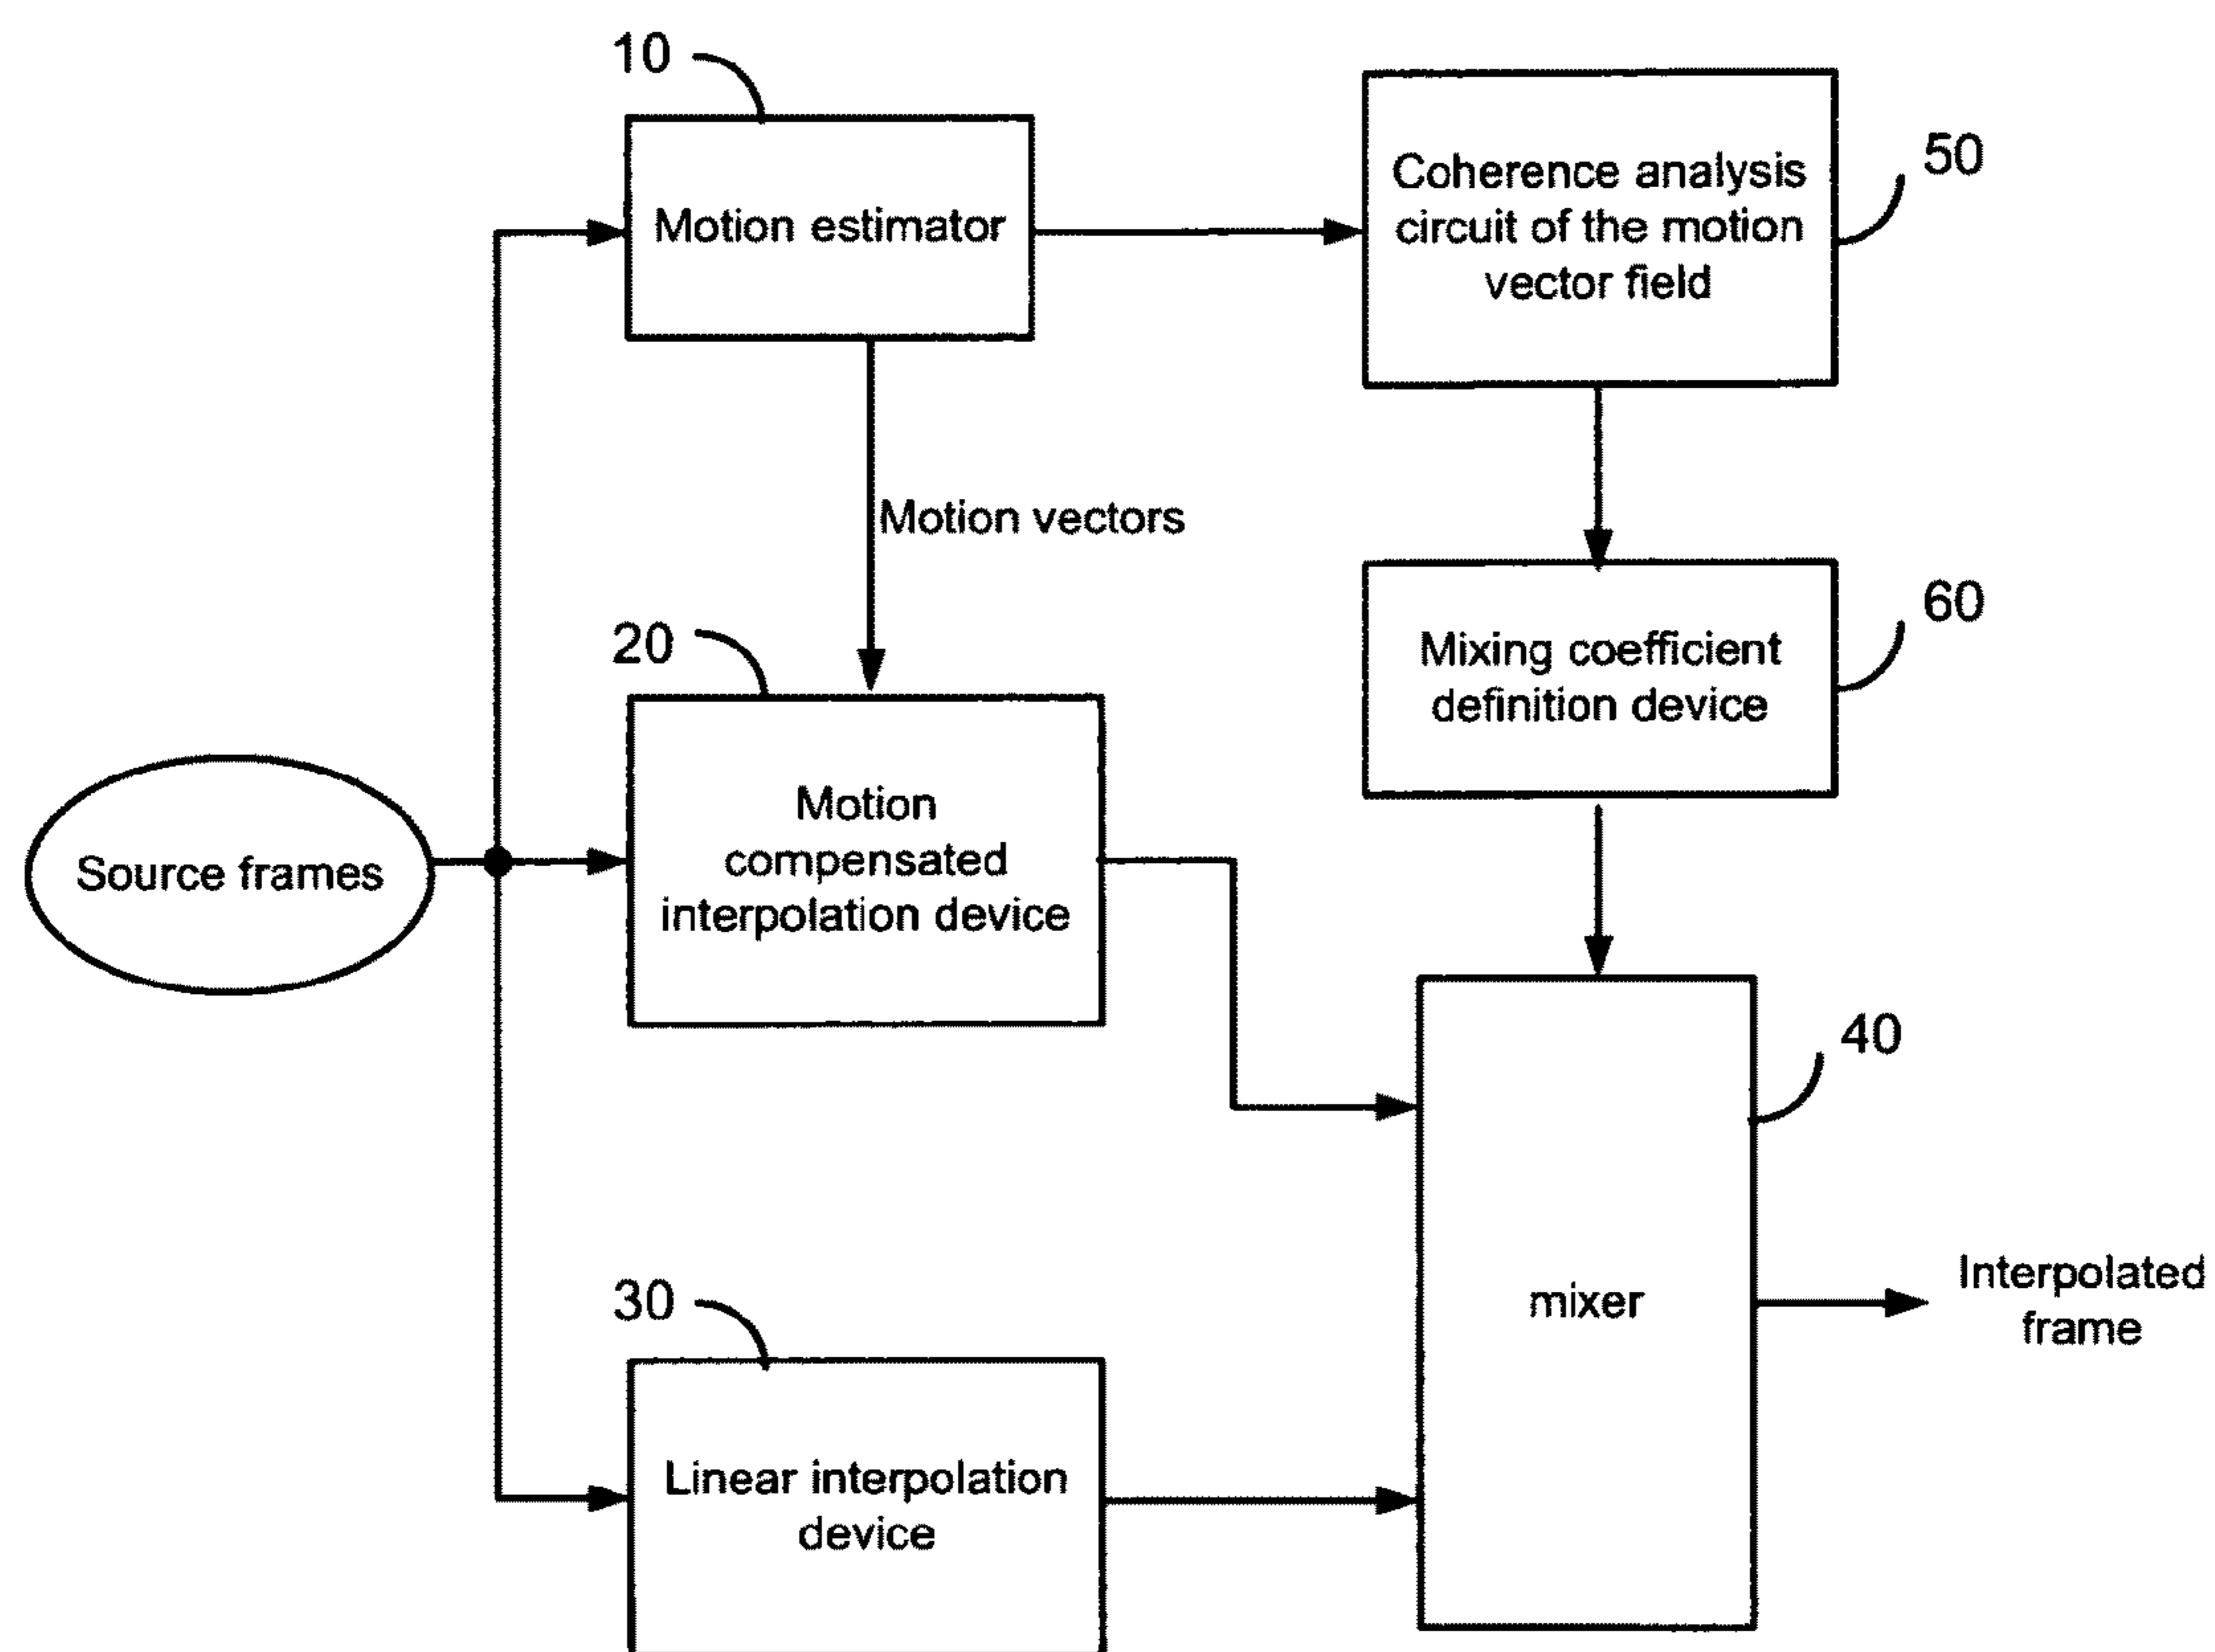 10
Motion estimator
Coherence analysis
circuit of the motion
vector field
50
Motion vectors
20
Motion
compensated
interpolation device
Mixing coefficient
definition device
60
Source frames
40
mixer
Interpolated
frame
30
Linear interpolation
device